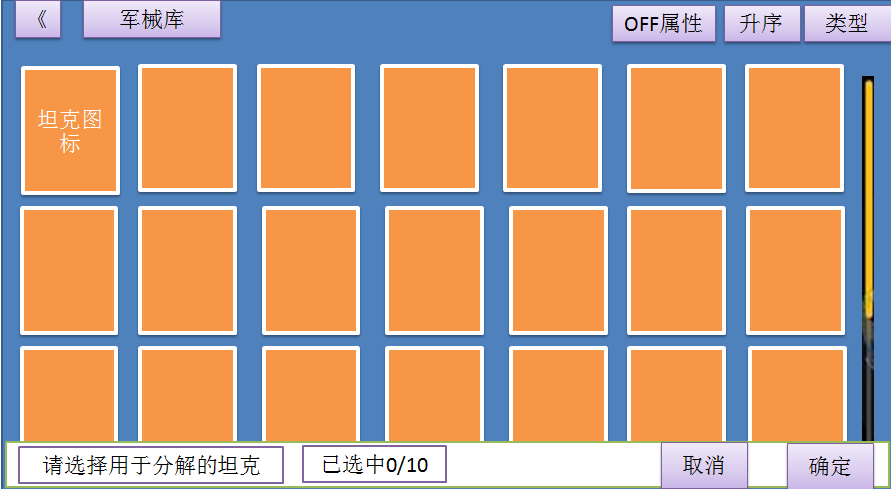 《
军械库
OFF属性
升序
类型
坦克图
标
请选择用于分解的坦克
已选中0/10
取消
确定